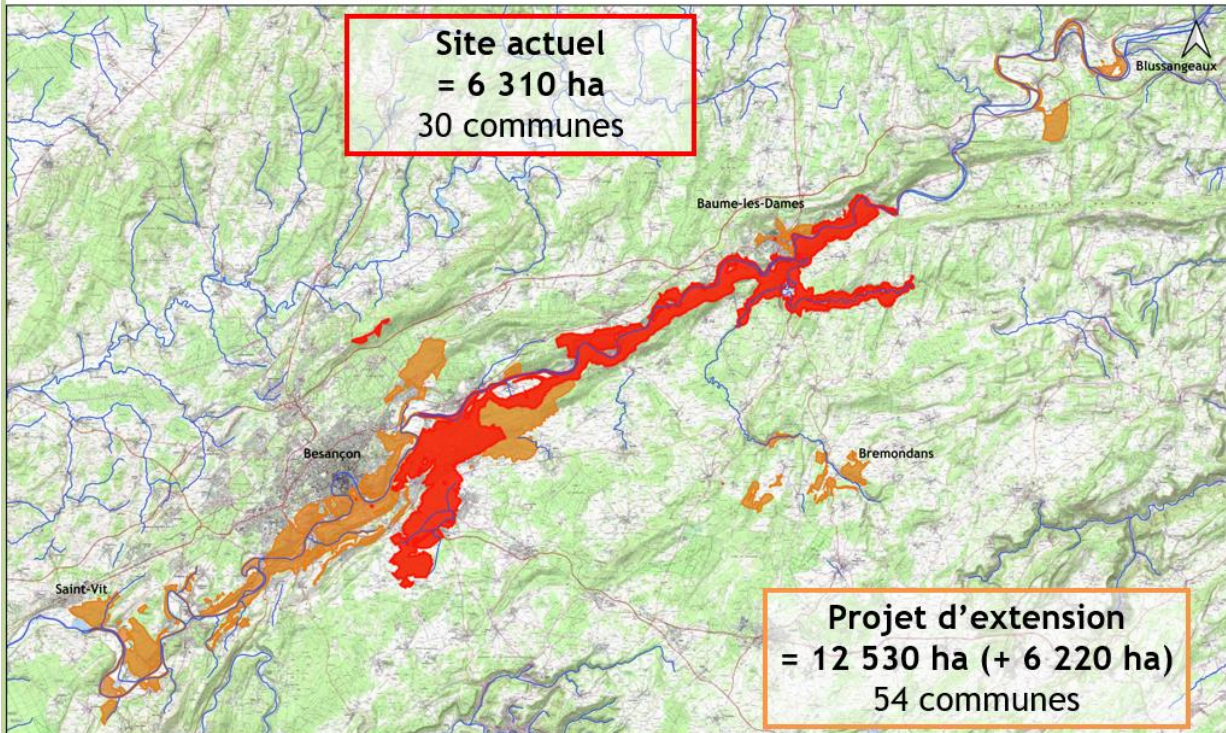 Site actuel
= 6 310 ha
30 communes
Blussangeaux
Baume-les-Dames
Besançon
Bremondans
Saint-Vit
Projet d’extension
= 12 530 ha (+ 6 220 ha)
54 communes